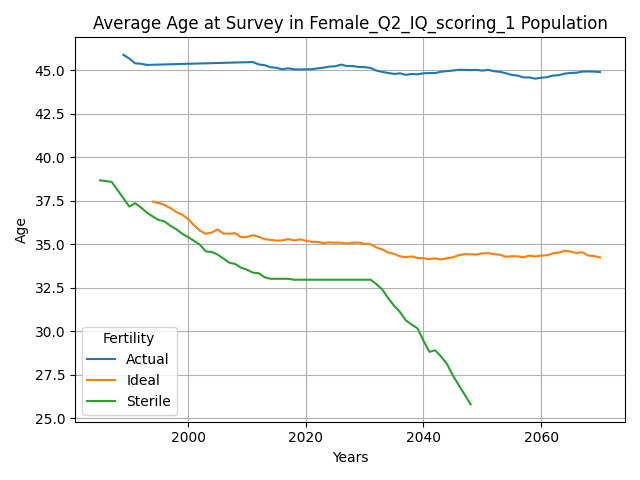 Average Age at Survey in Female_Q2_IQ_scoring_1 Population
45.0
42.5
40.0
37.5
35.0
32.5
30.0
27.5
25.0
Age
Fertility
Actual
Ideal
Sterile
2000 2020 2040 2060
Years